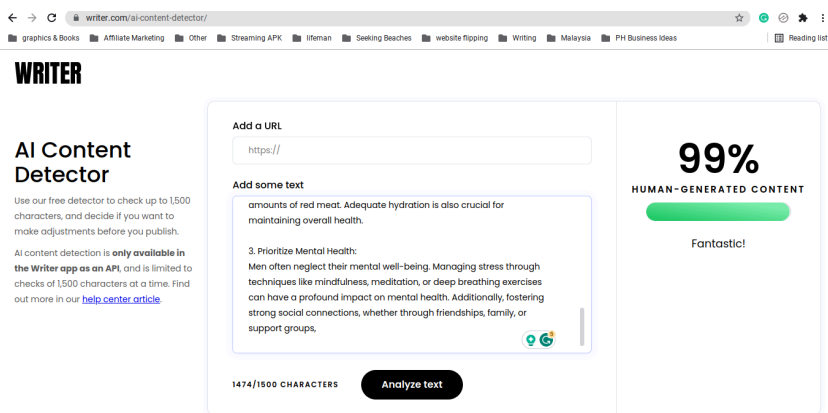 writer.com/ai-content-detector/
graphics & Books Affiliate Marketing Other Streaming APK lifeman Seeking Beaches website flipping Writing Malaysia PH Business Ideas Reading list
WRITER
AI Content
Detector
Use our free detector to check up to 1,500
characters, and decide if you want to
make adjustments before you publish.
AI content detection is only available in
the Writer app as an API, and is limited to
checks of 1,500 characters at a time. Find
out more in our help center article.
Add a URL
https://
Add some text
amounts of red meat. Adequate hydration is also crucial for
maintaining overall health.
3. Prioritize Mental Health:
Men often neglect their mental well-being. Managing stress through
techniques like mindfulness, meditation, or deep breathing exercises
can have a profound impact on mental health. Additionally, fostering
strong social connections, whether through friendships, family, or
support groups,
5
1474/1500 CHARACTERS
Analyze text
99%
HUMAN-GENERATED CONTENT
Fantastic!